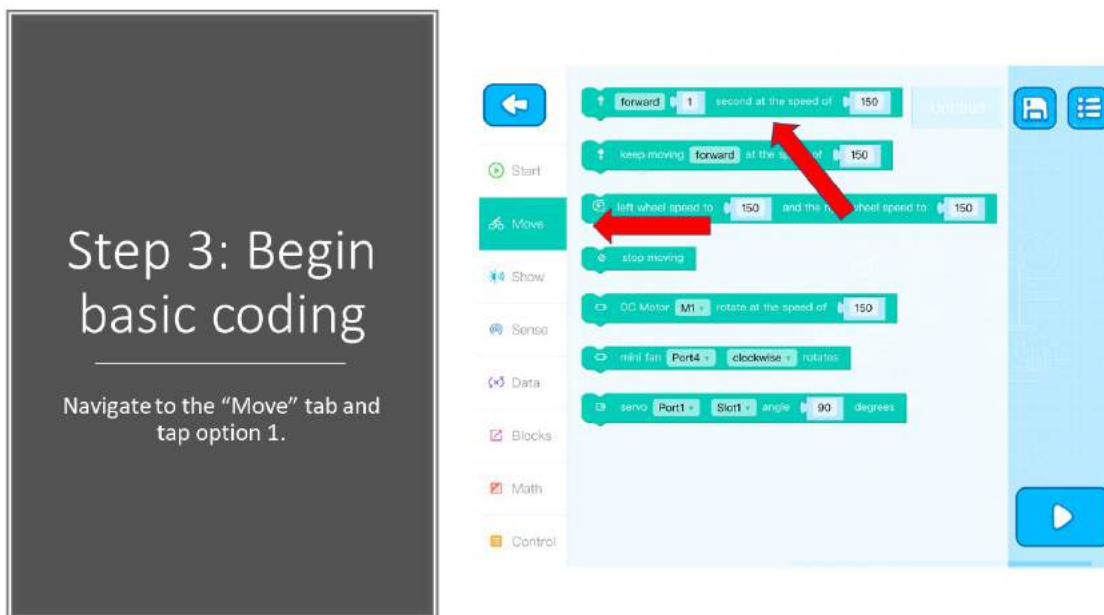 Step 3: Begin
basic coding
Navigate to the “Move” tab and
tap option 1.
Start
Move
Show
Sense
Data
Blocks
Math
Control
forward 1 second at the speed of 150
keep moving forward at the speed of 150
left wheel speed to 150 and the wheel speed to 150
stop moving
DC Motor M1 rotate at the speed of 150
mini fan Port4 clockwise rotates
servo Port1 Slot1 angle 90 degrees